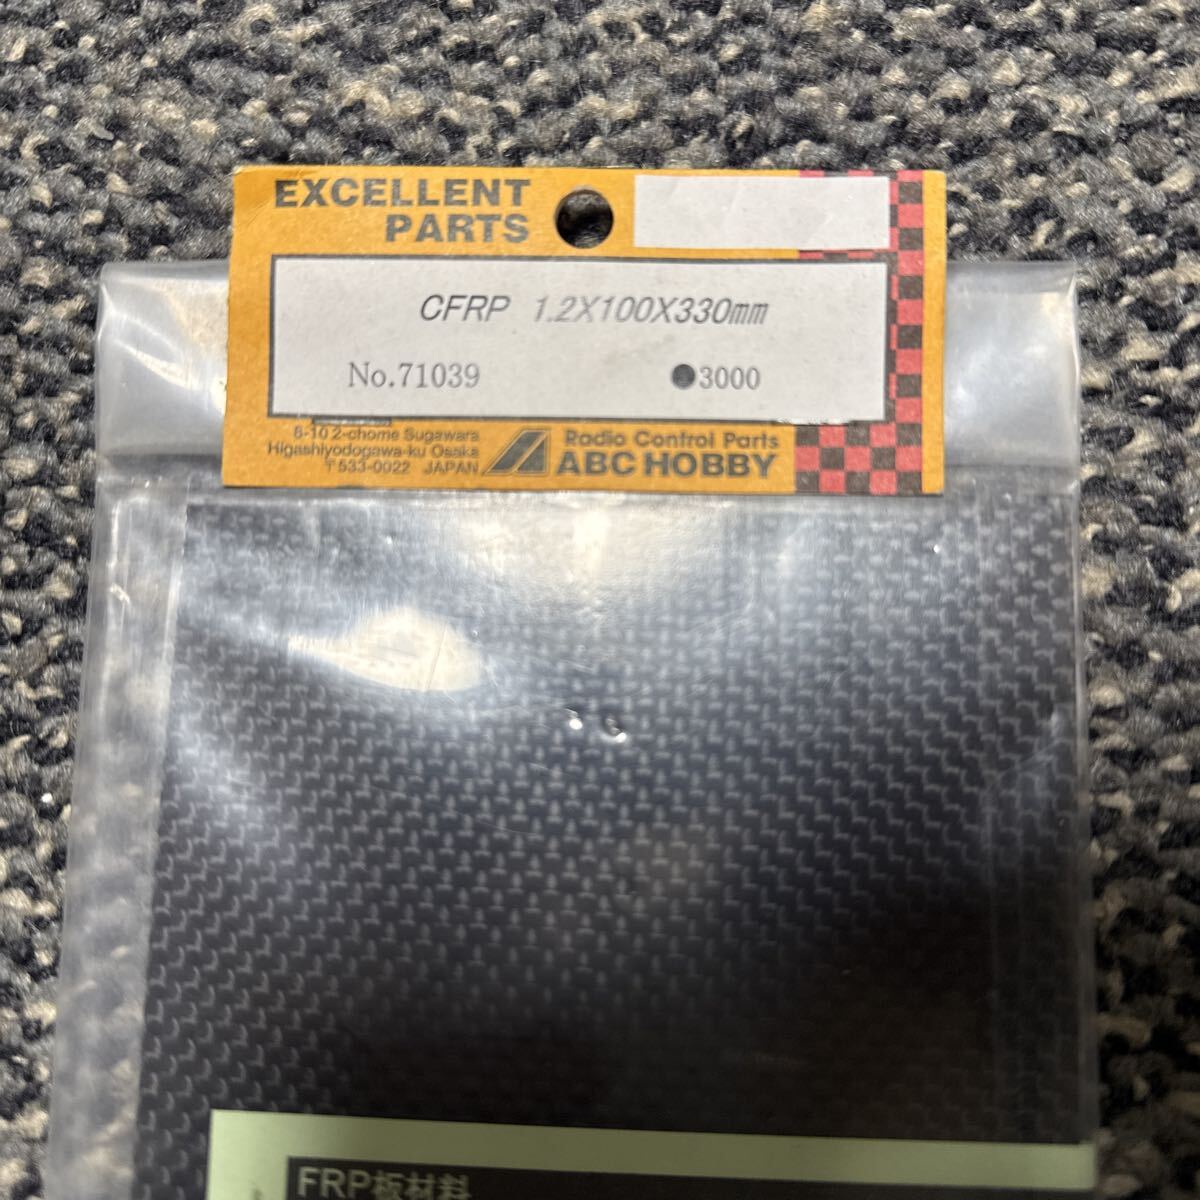 EXCELLENT
PARTS
CFRP 1.2X100X330mm
No.71039 ●3000
6-10 2-chome Sugawara
Higashiyodogawa-ku Osaka
〒533-0022 JAPAN
Radio Control Parts
ABC HOBBY
FRP板材料